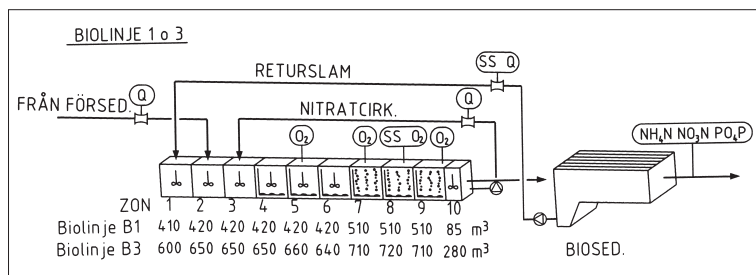 BIOLINJE 1 o 3
SS Q
RETURSLAM
Q
Q
FRÅN FÖRSED.
NITRATCIRK.
O₂
O₂
SS O₂
O₂
NH₄N NO₃N PO₄P
ZON 1 2 3 4 5 6 7 8 9 10
Biolinje B1 410 420 420 420 420 420 510 510 510 85 m³
Biolinje B3 600 650 650 650 660 640 710 720 710 280 m³
BIOSED.